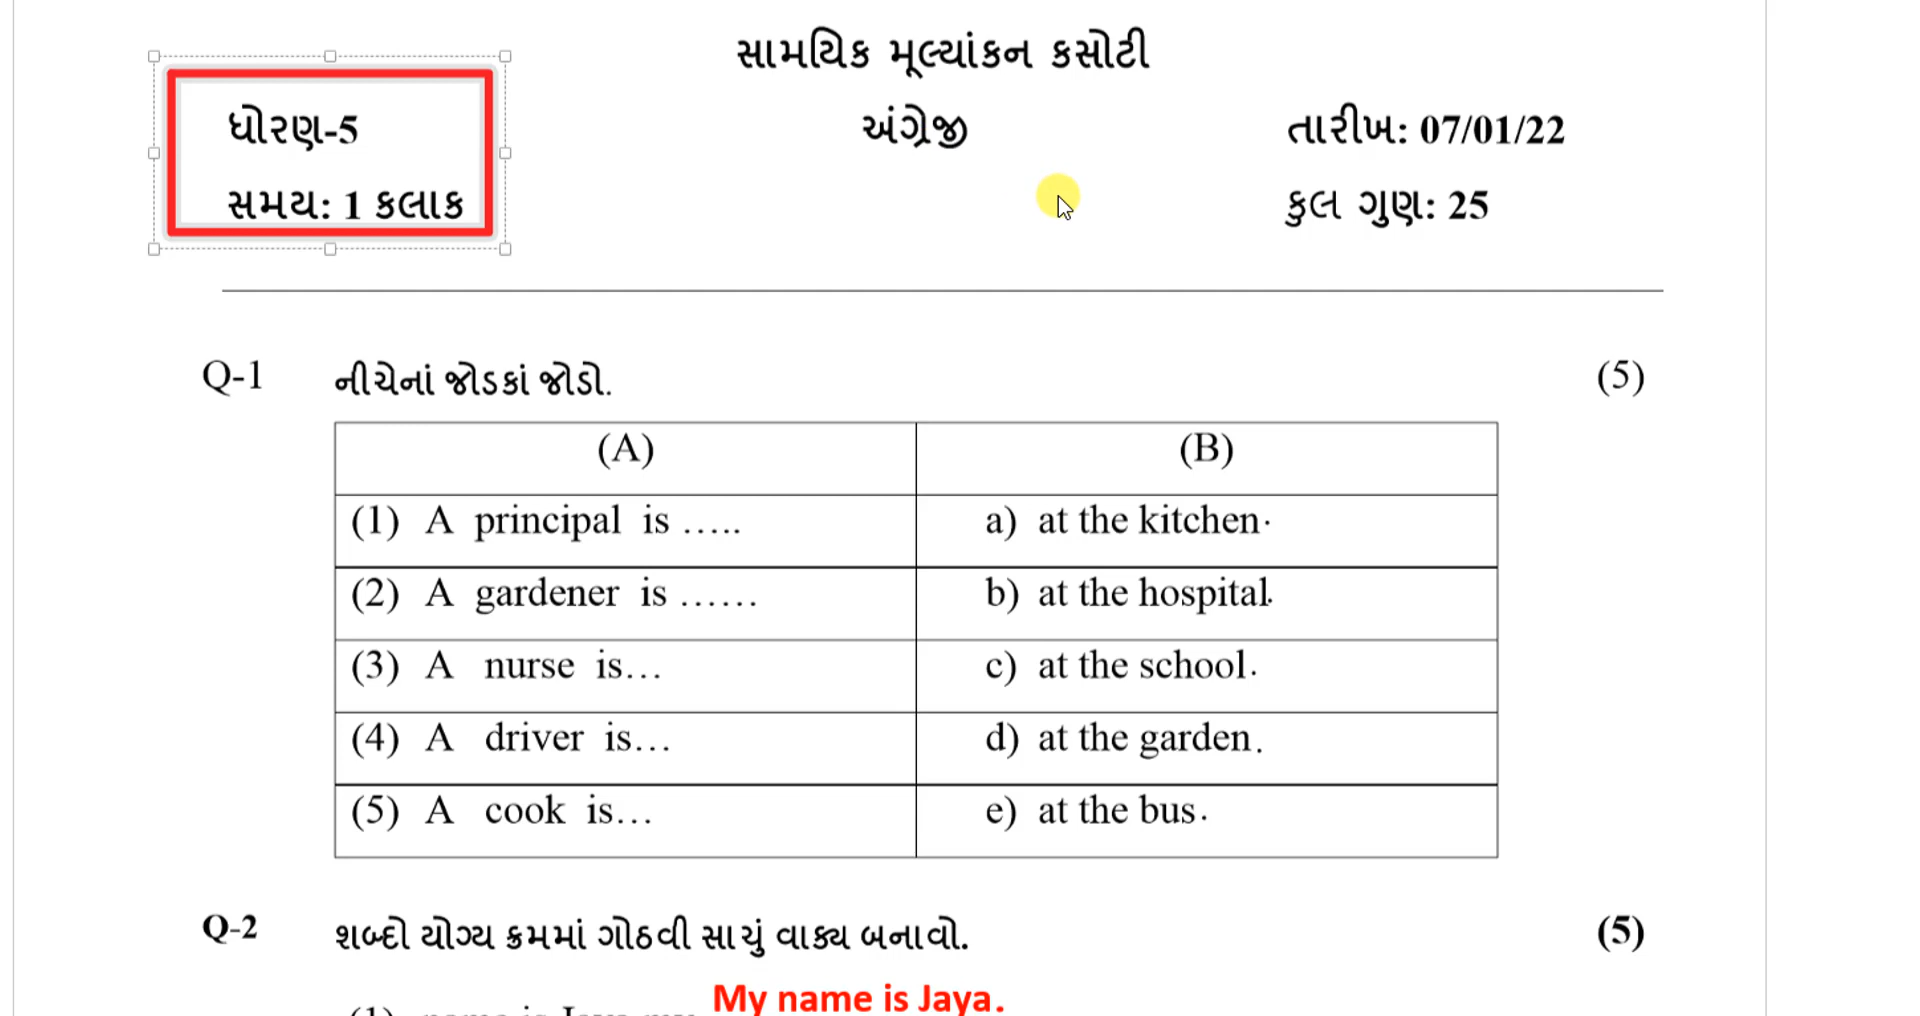 સામયિક મૂલ્યાંકન કસોટી
ધોરણ-5 અંગ્રેજી તારીખ: 07/01/22
સમય: 1 કલાક કુલ ગુણ: 25
Q-1 નીચેનાં જોડકાં જોડો. (5)
(A) (B)
(1) A principal is ..... a) at the kitchen.
(2) A gardener is ...... b) at the hospital.
(3) A nurse is... c) at the school.
(4) A driver is... d) at the garden.
(5) A cook is... e) at the bus.
Q-2 શબ્દો યોગ્ય ક્રમમાં ગોઠવી સાચું વાક્ય બનાવો. (5)
My name is Jaya.